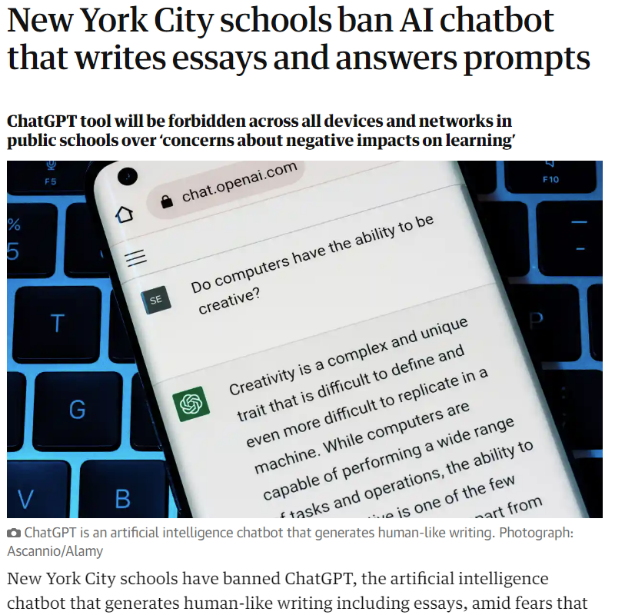 New York City schools ban AI chatbot
that writes essays and answers prompts
ChatGPT tool will be forbidden across all devices and networks in
public schools over ‘concerns about negative impacts on learning’
F5
F10
chat.openai.com
%
5
SE
Do computers have the ability to be
creative?
T
P
G
Creativity is a complex and unique
trait that is difficult to define and
even more difficult to replicate in a
machine. While computers are
capable of performing a wide range
f tasks and operations, the ability to
is one of the few
part from
V
B
ChatGPT is an artificial intelligence chatbot that generates human-like writing. Photograph:
Ascannio/Alamy
New York City schools have banned ChatGPT, the artificial intelligence
chatbot that generates human-like writing including essays, amid fears that